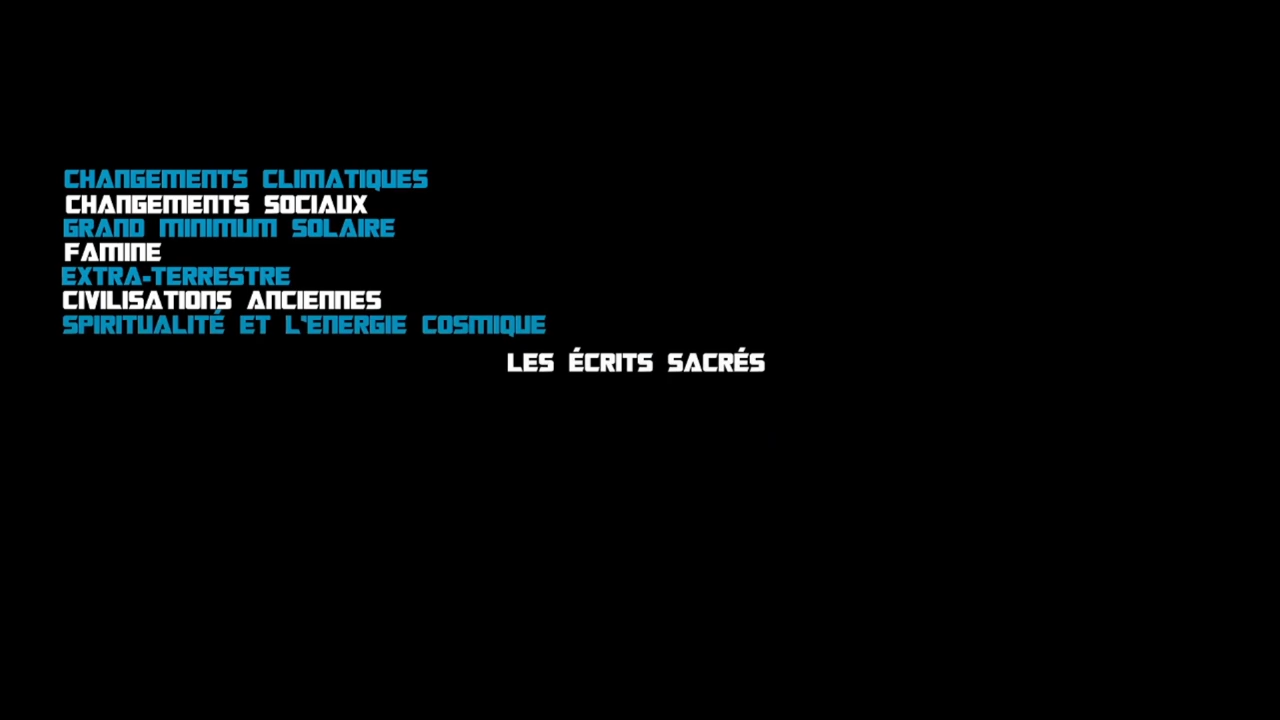 CHANGEMENTS CLIMATIQUES
CHANGEMENTS SOCIAUX
GRAND MINIMUM SOLAIRE
FAMINE
EXTRA-TERRESTRE
CIVILISATIONS ANCIENNES
SPIRITUALITÉ ET L'ENERGIE COSMIQUE
LES ÉCRITS SACRÉS